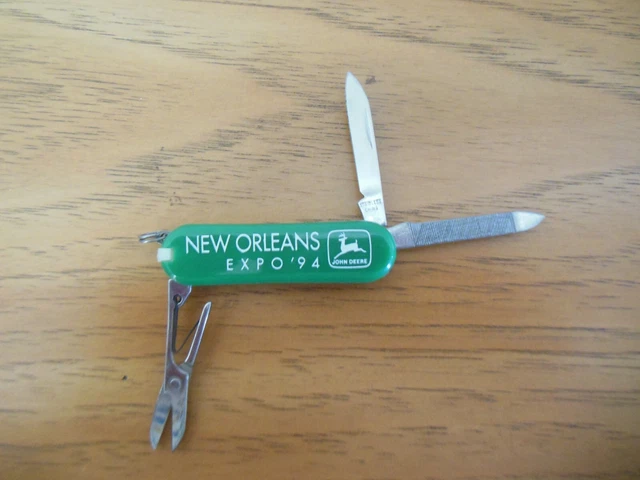 NEW ORLEANS
EXPO '94
JOHN DEERE